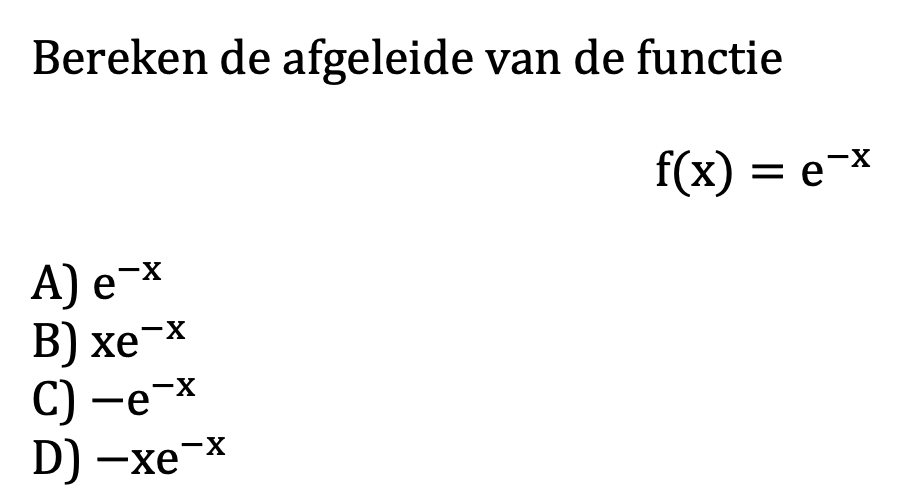 Bereken de afgeleide van de functie
f(x) = e⁻ˣ
A) e⁻ˣ
B) xe⁻ˣ
C) −e⁻ˣ
D) −xe⁻ˣ